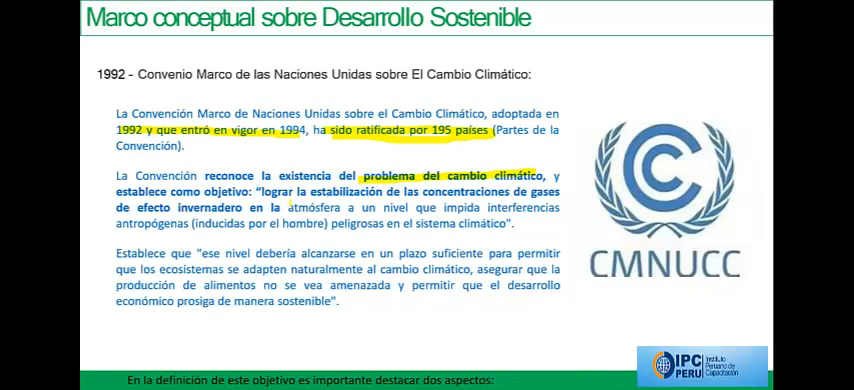 Marco conceptual sobre Desarrollo Sostenible
1992 - Convenio Marco de las Naciones Unidas sobre El Cambio Climático:
La Convención Marco de Naciones Unidas sobre el Cambio Climático, adoptada en
1992 y que entró en vigor en 1994, ha sido ratificada por 195 países (Partes de la
Convención).
La Convención reconoce la existencia del problema del cambio climático, y
establece como objetivo: “lograr la estabilización de las concentraciones de gases
de efecto invernadero en la atmósfera a un nivel que impida interferencias
antropógenas (inducidas por el hombre) peligrosas en el sistema climático".
Establece que "ese nivel debería alcanzarse en un plazo suficiente para permitir
que los ecosistemas se adapten naturalmente al cambio climático, asegurar que la
producción de alimentos no se vea amenazada y permitir que el desarrollo
económico prosiga de manera sostenible".
CMNUCC
IPC
PERU
Instituto
Peruano de
Capacitación
En la definición de este objetivo es importante destacar dos aspectos: